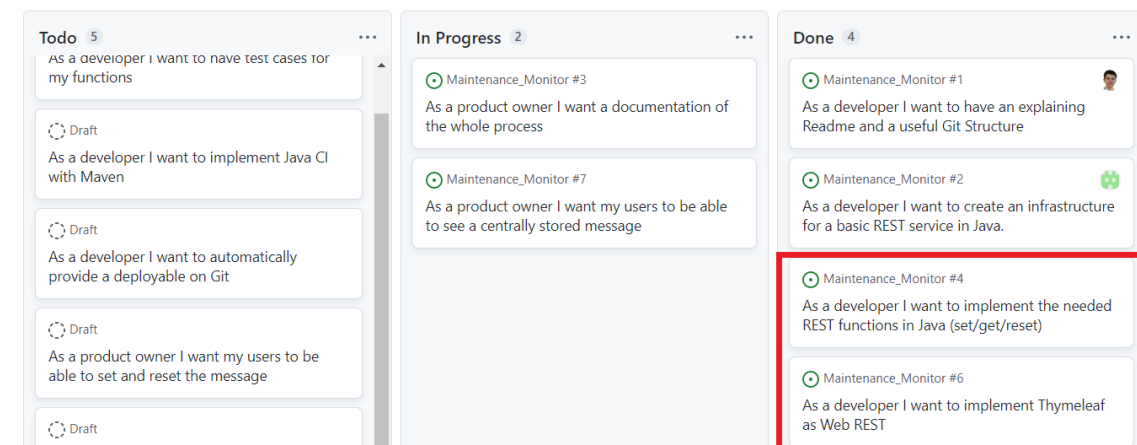 Todo 5
As a developer I want to have test cases for
my functions
Draft
As a developer I want to implement Java CI
with Maven
Draft
As a developer I want to automatically
provide a deployable on Git
Draft
As a product owner I want my users to be
able to set and reset the message
Draft
In Progress 2
Maintenance_Monitor #3
As a product owner I want a documentation of
the whole process
Maintenance_Monitor #7
As a product owner I want my users to be able
to see a centrally stored message
Done 4
Maintenance_Monitor #1
As a developer I want to have an explaining
Readme and a useful Git Structure
Maintenance_Monitor #2
As a developer I want to create an infrastructure
for a basic REST service in Java.
Maintenance_Monitor #4
As a developer I want to implement the needed
REST functions in Java (set/get/reset)
Maintenance_Monitor #6
As a developer I want to implement Thymeleaf
as Web REST